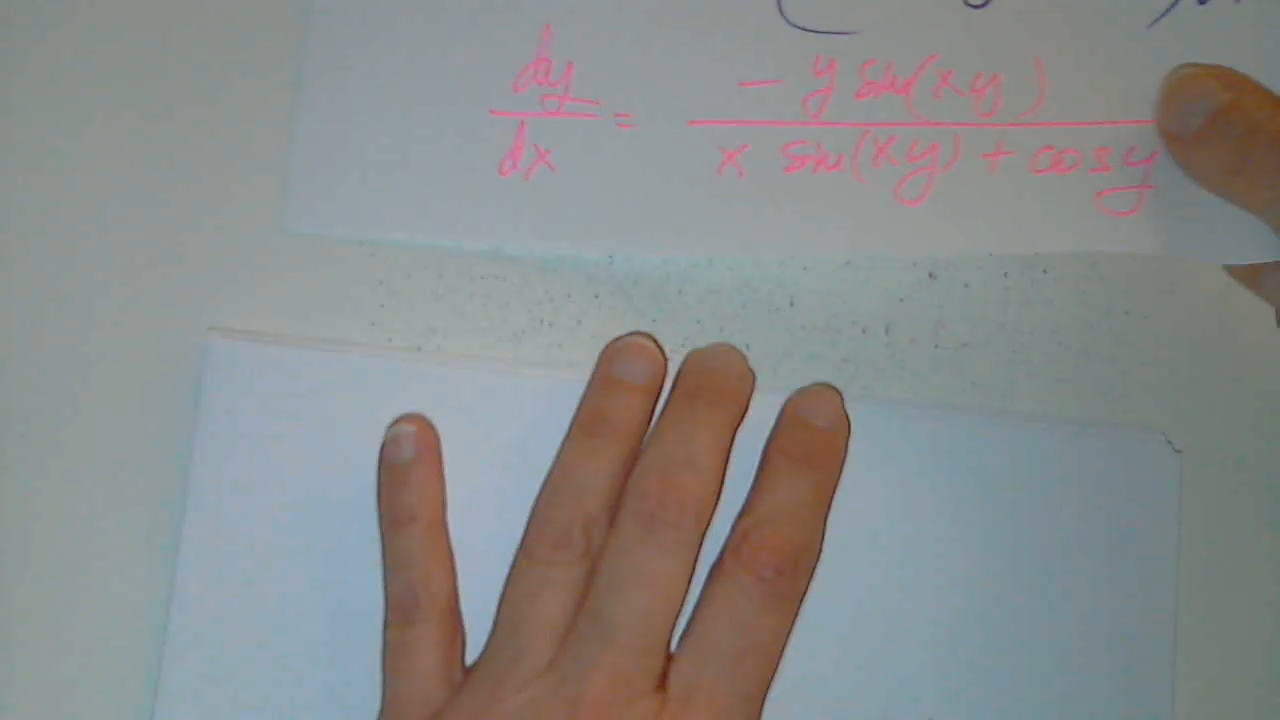 dy/dx = - y sin(xy) / x sin(xy) + cos y